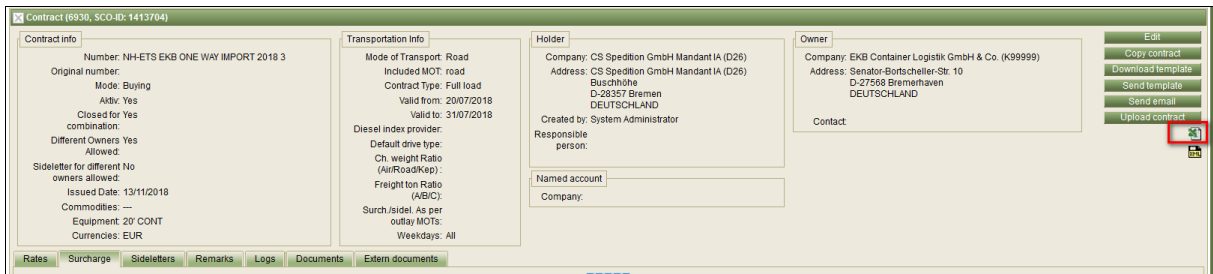 Contract (6930, SCO-ID: 1413704)
Contract info
Number: NH-ETS EKB ONE WAY IMPORT 2018 3
Original number:
Mode: Buying
Aktiv: Yes
Closed for combination: Yes
Different Owners Allowed: Yes
Sideletter for different owners allowed: No
Issued Date: 13/11/2018
Commodities: ---
Equipment: 20' CONT
Currencies: EUR
Transportation Info
Mode of Transport: Road
Included MOT: road
Contract Type: Full load
Valid from: 20/07/2018
Valid to: 31/07/2018
Diesel index provider:
Default drive type:
Ch. weight Ratio
(Air/Road/Kep) :
Freight ton Ratio
(A/B/C):
Surch./sidel. As per
outlay MOTs:
Weekdays: All
Holder
Company: CS Spedition GmbH Mandant IA (D26)
Address: CS Spedition GmbH Mandant IA (D26)
Buschhöhe
D-28357 Bremen
DEUTSCHLAND
Created by: System Administrator
Responsible
person:
Named account
Company:
Owner
Company: EKB Container Logistik GmbH & Co. (K99999)
Address: Senator-Bortscheller-Str. 10
D-27568 Bremerhaven
DEUTSCHLAND
Contact:
Edit
Copy contract
Download template
Send template
Send email
Upload contract
XML
Rates Surcharge Sideletters Remarks Logs Documents Extern documents